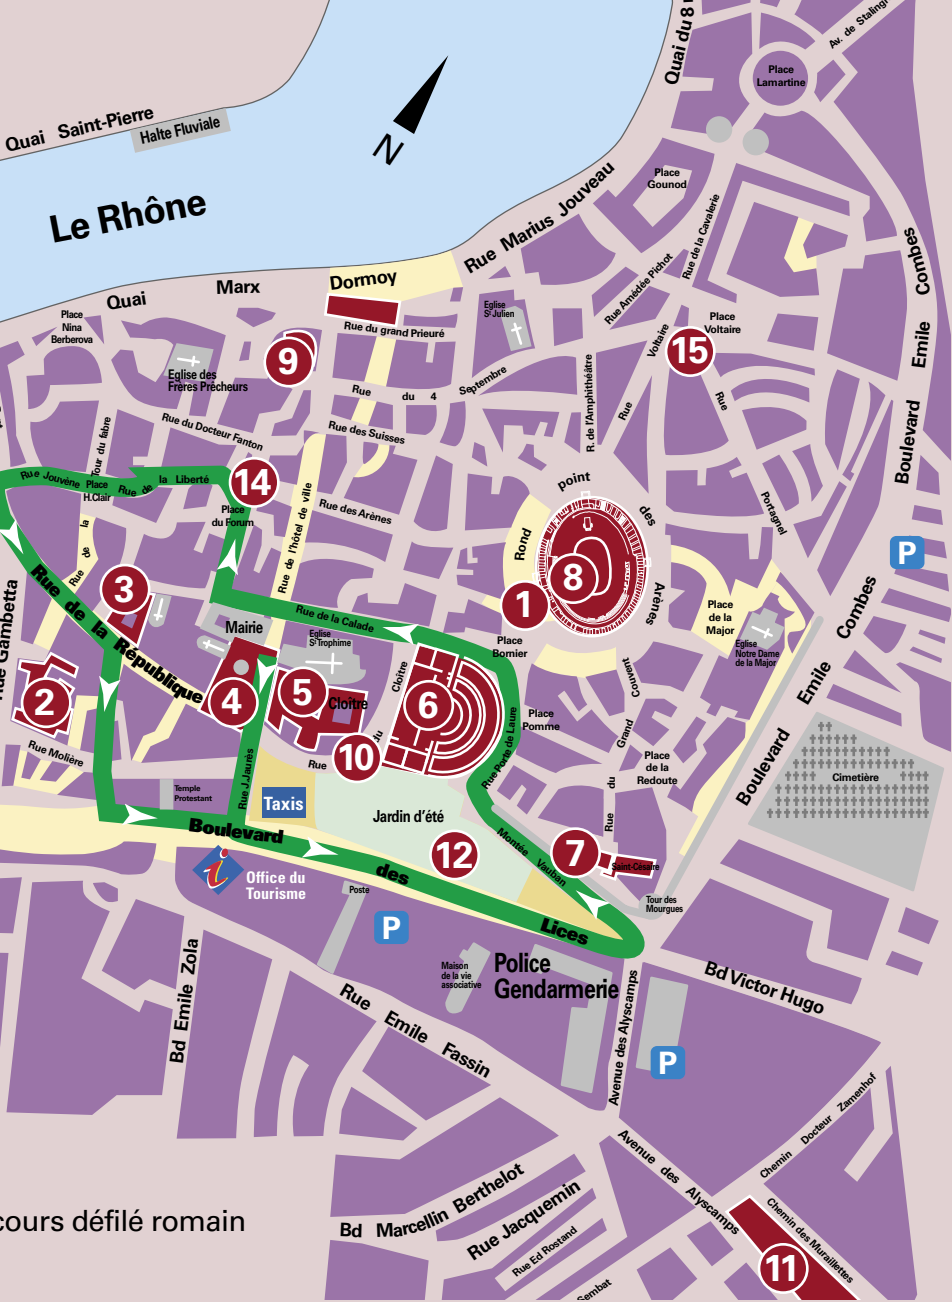 Quai du 8
Av. de Stalingr
Place
Lamartine
Quai Saint-Pierre
Halte Fluviale
N
Le Rhône
Place
Gounod
Rue Marius Jouveau
Rue de la Cavalerie
Rue Amédée Pichot
Combes
Emile
Boulevard
Quai
Marx
Dormoy
Place
Nina
Berberova
Rue du grand Prieuré
Eglise
St Julien
Place
Voltaire
Voltaire
Rue
15
9
Eglise des
Frères Prêcheurs
Rue du 4 Septembre
R. de l'Amphithéâtre
Rue
Rue du Docteur Fanton
Rue des Suisses
Tour du fabre
Rue de la
Rue Jouvène
Place
H.Clair
Rue de la Liberté
14
Place
du Forum
Rue de l'hôtel de ville
Rue des Arènes
Rond
point
des
Arènes
Portagnel
P
1
8
3
Rue de la République
Rue Gambetta
Mairie
Rue de la Calade
Eglise
St Trophime
Place
Bornier
Place
de la
Major
Eglise
Notre Dame
de la Major
Boulevard
Emile
Combes
2
4
5
Cloître
6
Rue
du
Cloître
10
Rue Porte de Laure
Place
Pomme
Rue
du
Grand
Couvent
Place
de la
Redoute
Cimetière
Rue Molière
Temple
Protestant
Rue J.Jaurès
Taxis
Jardin d'été
12
Montée Vauban
7
Saint Césaire
Tour des
Mourgues
Boulevard
des
Lices
i
Office du
Tourisme
Poste
P
Maison
de la vie
associative
Police
Gendarmerie
Bd Victor Hugo
Bd Emile Zola
Rue Emile Fassin
Avenue des Alyscamps
P
Chemin Docteur Zamenhof
Avenue des Alyscamps
Chemin des Muraillettes
11
cours défilé romain
Bd Marcellin Berthelot
Rue Jacquemin
Rue Ed Rostand
Sembat